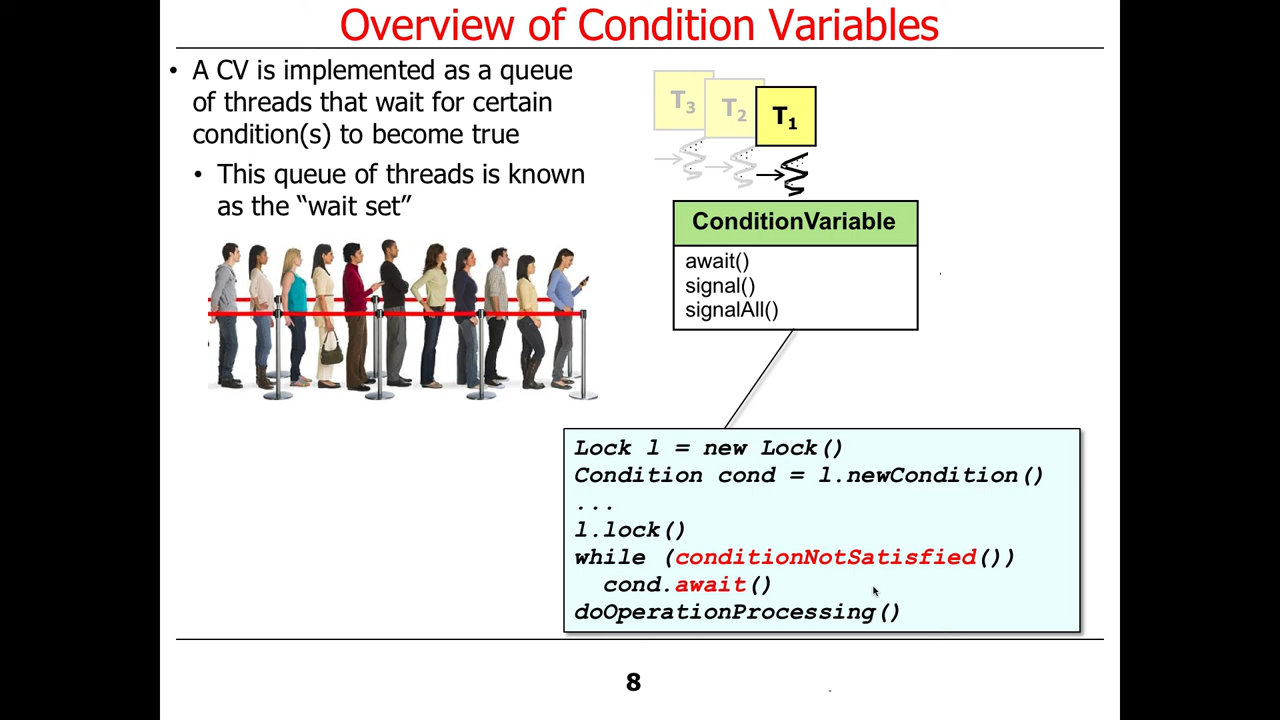 Overview of Condition Variables
• A CV is implemented as a queue
of threads that wait for certain
condition(s) to become true
• This queue of threads is known
as the “wait set”
T3
T2
T1
ConditionVariable
await()
signal()
signalAll()
Lock l = new Lock()
Condition cond = l.newCondition()
...
l.lock()
while (conditionNotSatisfied())
cond.await()
doOperationProcessing()
8